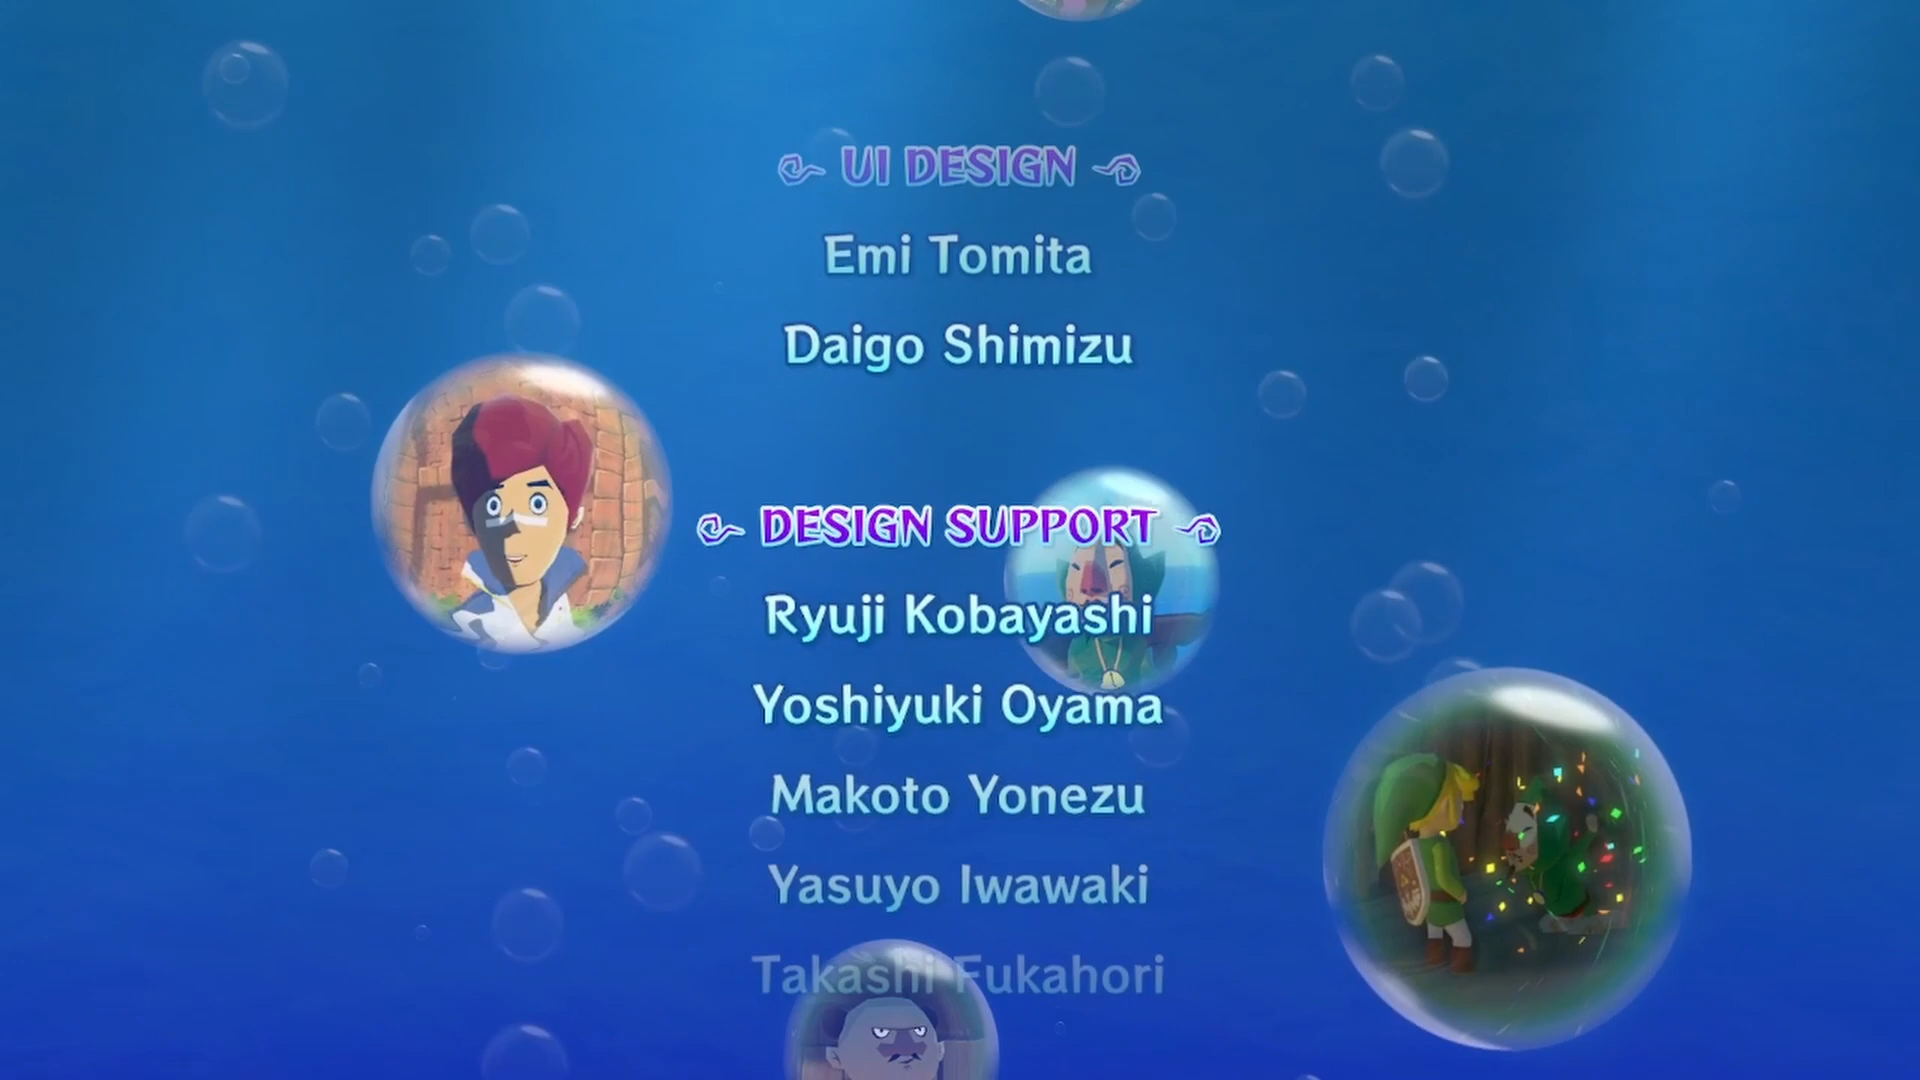 UI DESIGN
Emi Tomita
Daigo Shimizu
DESIGN SUPPORT
Ryuji Kobayashi
Yoshiyuki Oyama
Makoto Yonezu
Yasuyo Iwawaki
Takashi Fukahori